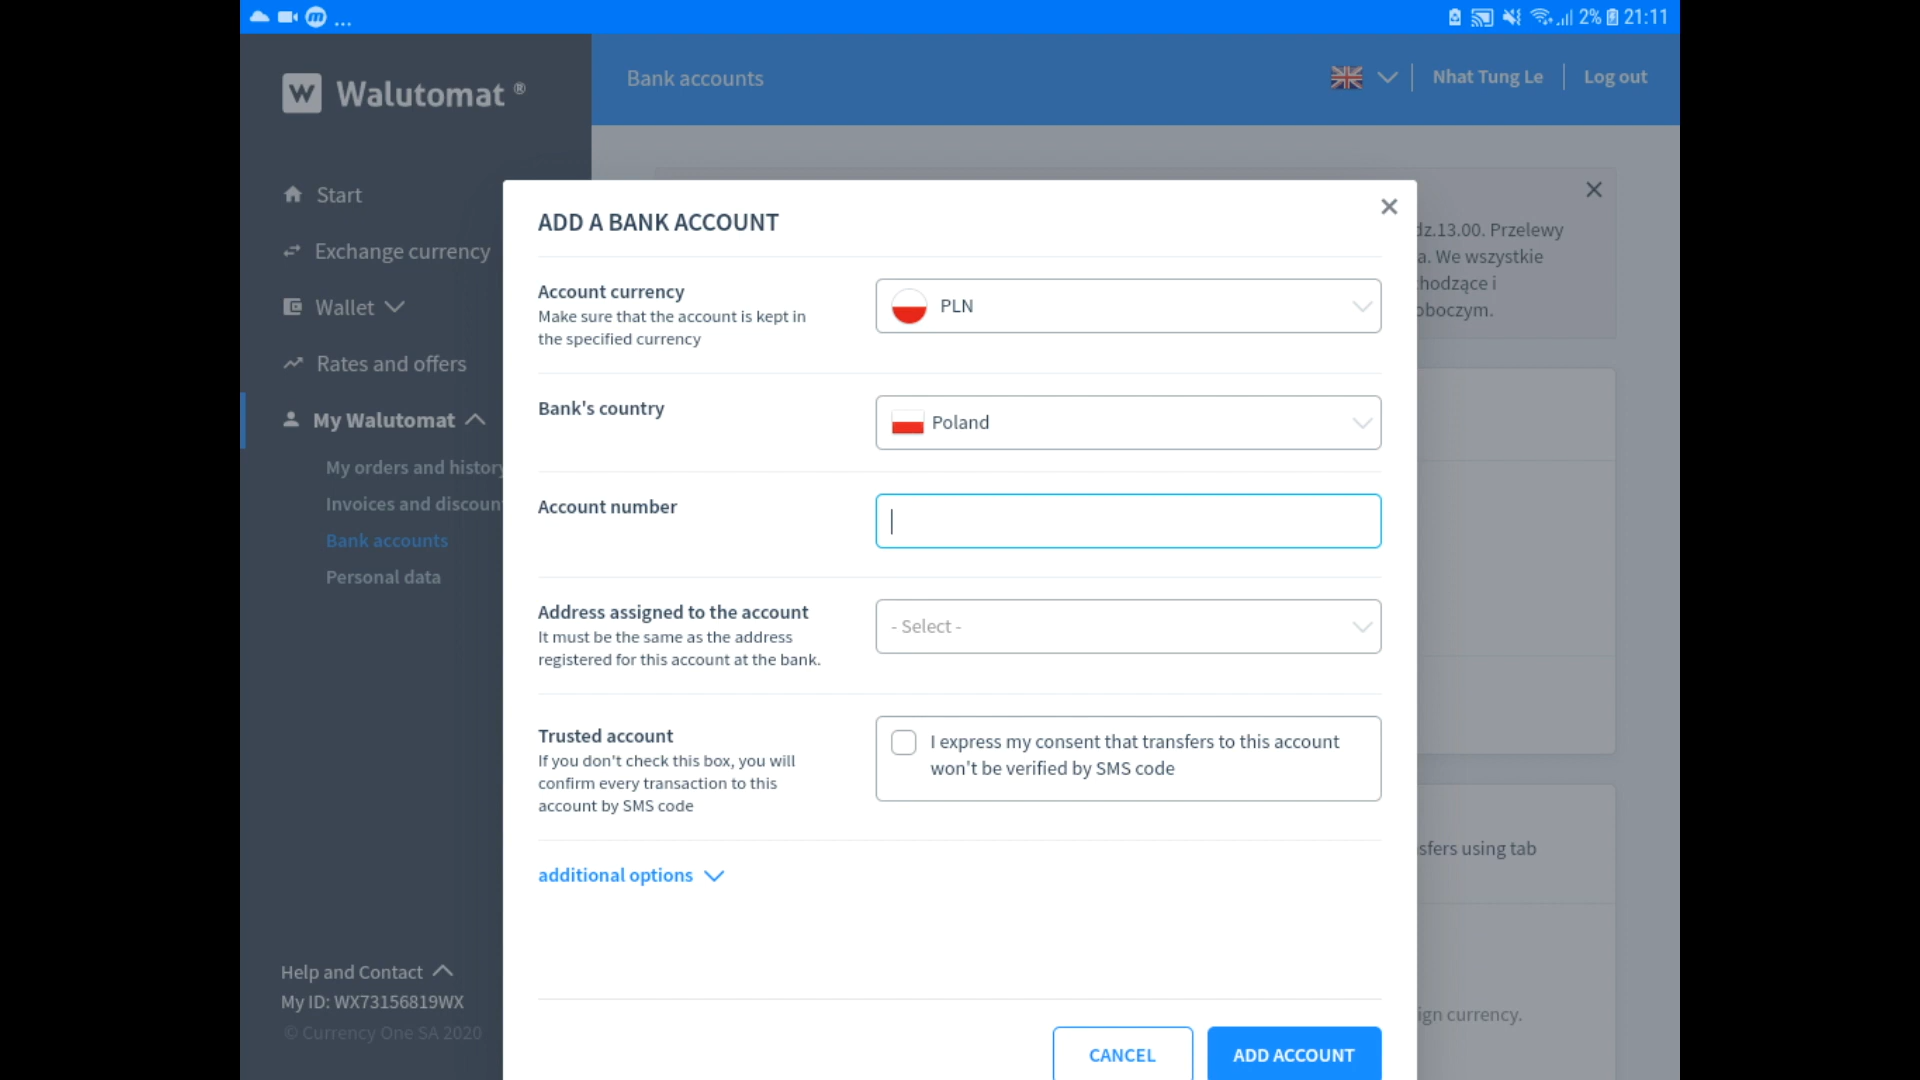 ... 2% 21:11
W Walutomat ®
Bank accounts
Nhat Tung Le
Log out
Start
Exchange currency
Wallet
Rates and offers
My Walutomat
My orders and history
Invoices and discoun
Bank accounts
Personal data
Help and Contact
My ID: WX73156819WX
© Currency One SA 2020
dz.13.00. Przelewy
a. We wszystkie
hodzące i
oboczym.
sfers using tab
ign currency.
ADD A BANK ACCOUNT
Account currency
Make sure that the account is kept in
the specified currency
PLN
Bank's country
Poland
Account number
Address assigned to the account
It must be the same as the address
registered for this account at the bank.
- Select -
Trusted account
If you don't check this box, you will
confirm every transaction to this
account by SMS code
I express my consent that transfers to this account
won't be verified by SMS code
additional options
CANCEL
ADD ACCOUNT